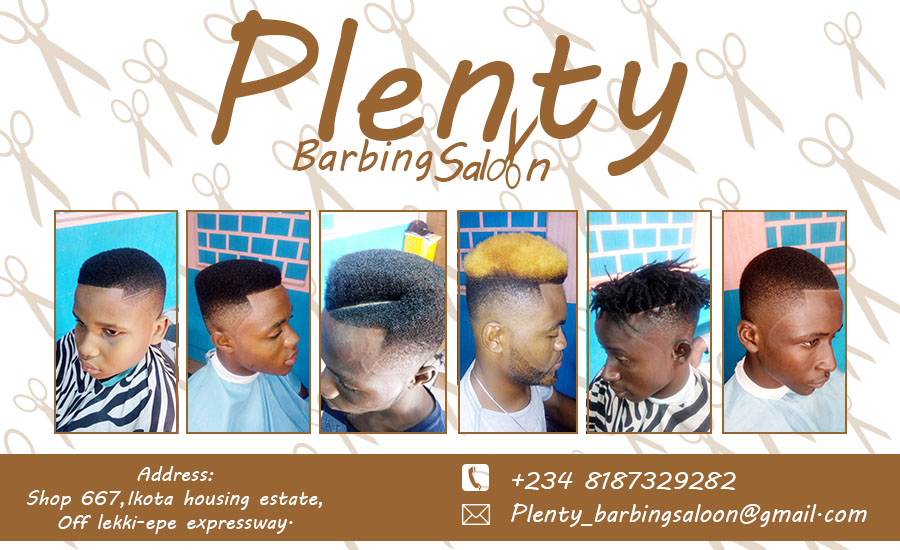 Plenty
Barbing Saloon
Address:
Shop 667,Ikota housing estate,
Off lekki-epe expressway.
+234 8187329282
Plenty_barbingsaloon@gmail.com